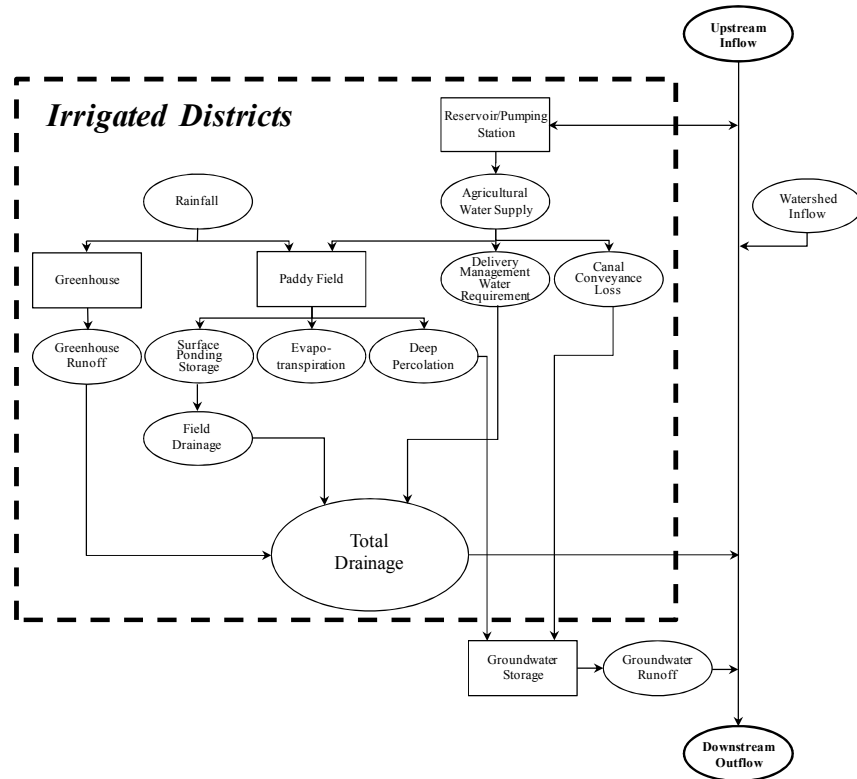 Upstream
Inflow
Irrigated Districts
Reservoir/Pumping
Station
Rainfall
Agricultural
Water Supply
Watershed
Inflow
Greenhouse
Paddy Field
Delivery
Management
Water
Requirement
Canal
Conveyance
Loss
Greenhouse
Runoff
Surface
Ponding
Storage
Evapo-
transpiration
Deep
Percolation
Field
Drainage
Total
Drainage
Groundwater
Storage
Groundwater
Runoff
Downstream
Outflow